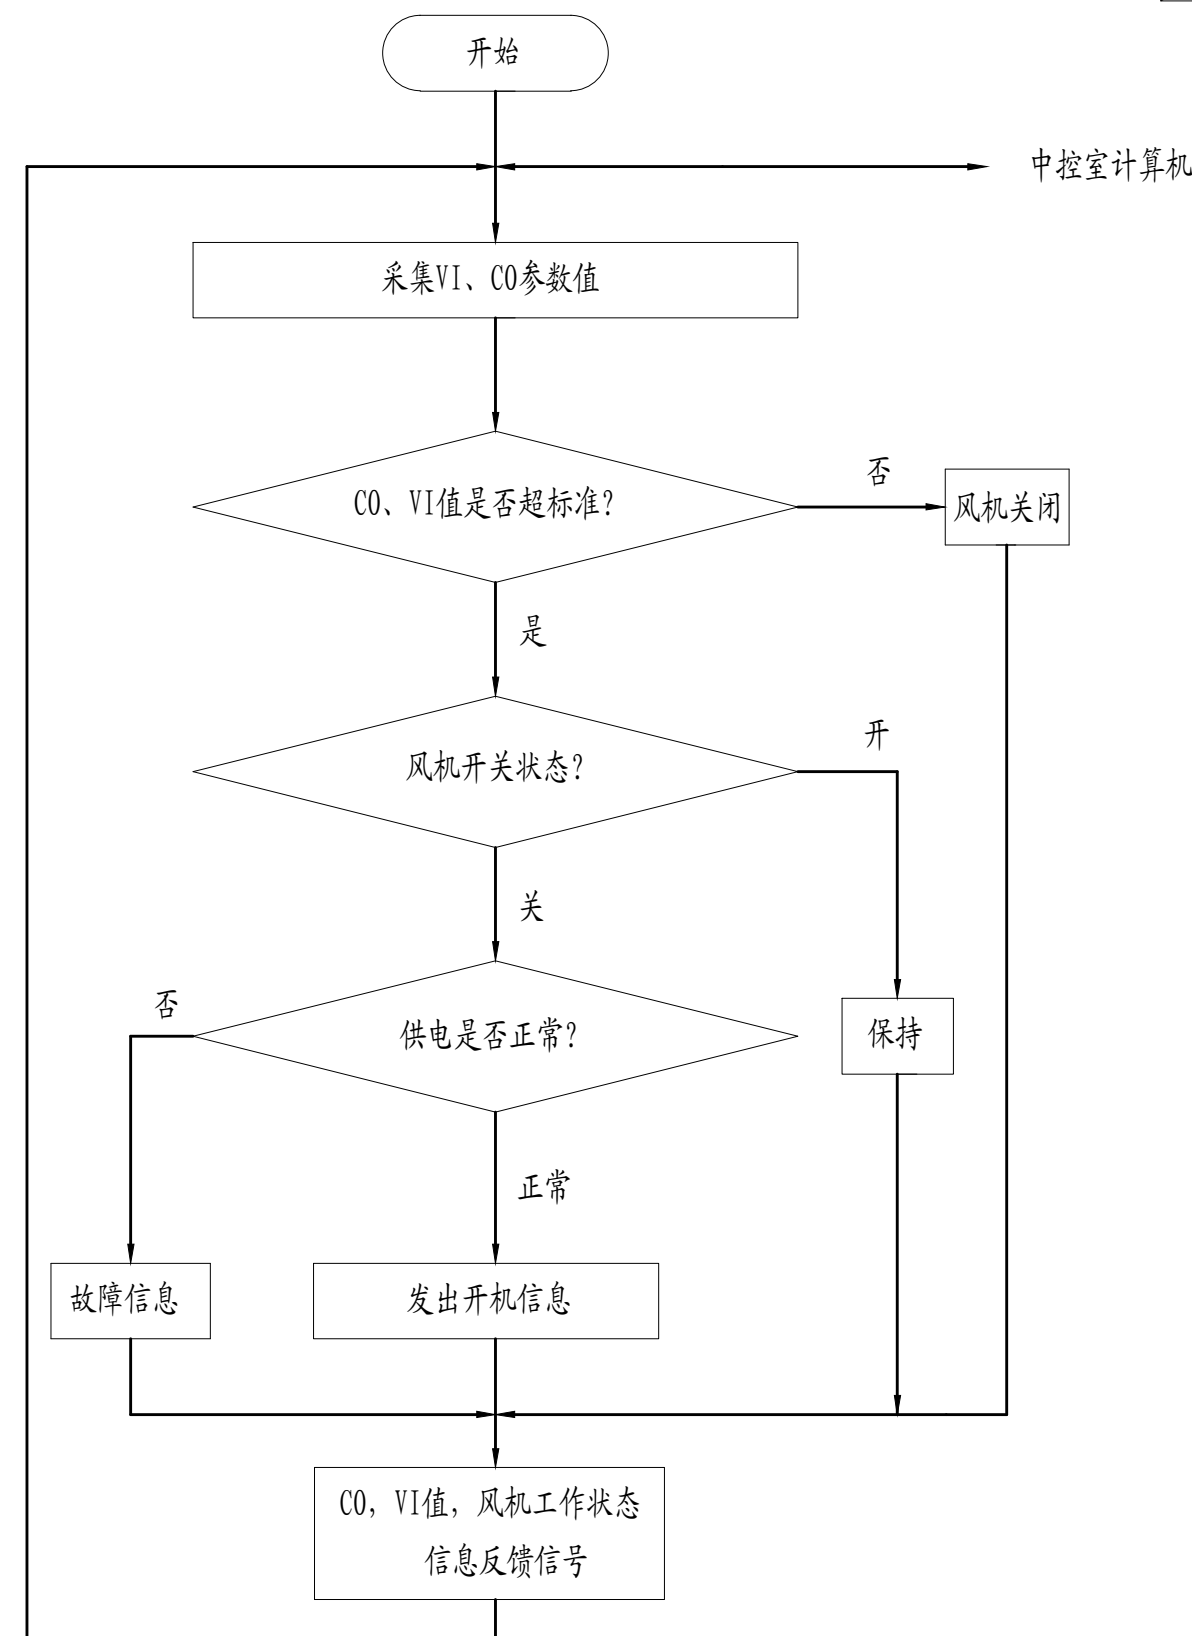 开始
中控室计算机
采集VI、CO参数值
CO、VI值是否超标准?
否
风机关闭
是
风机开关状态?
开
关
供电是否正常?
否
保持
正常
故障信息
发出开机信息
CO, VI值, 风机工作状态
信息反馈信号